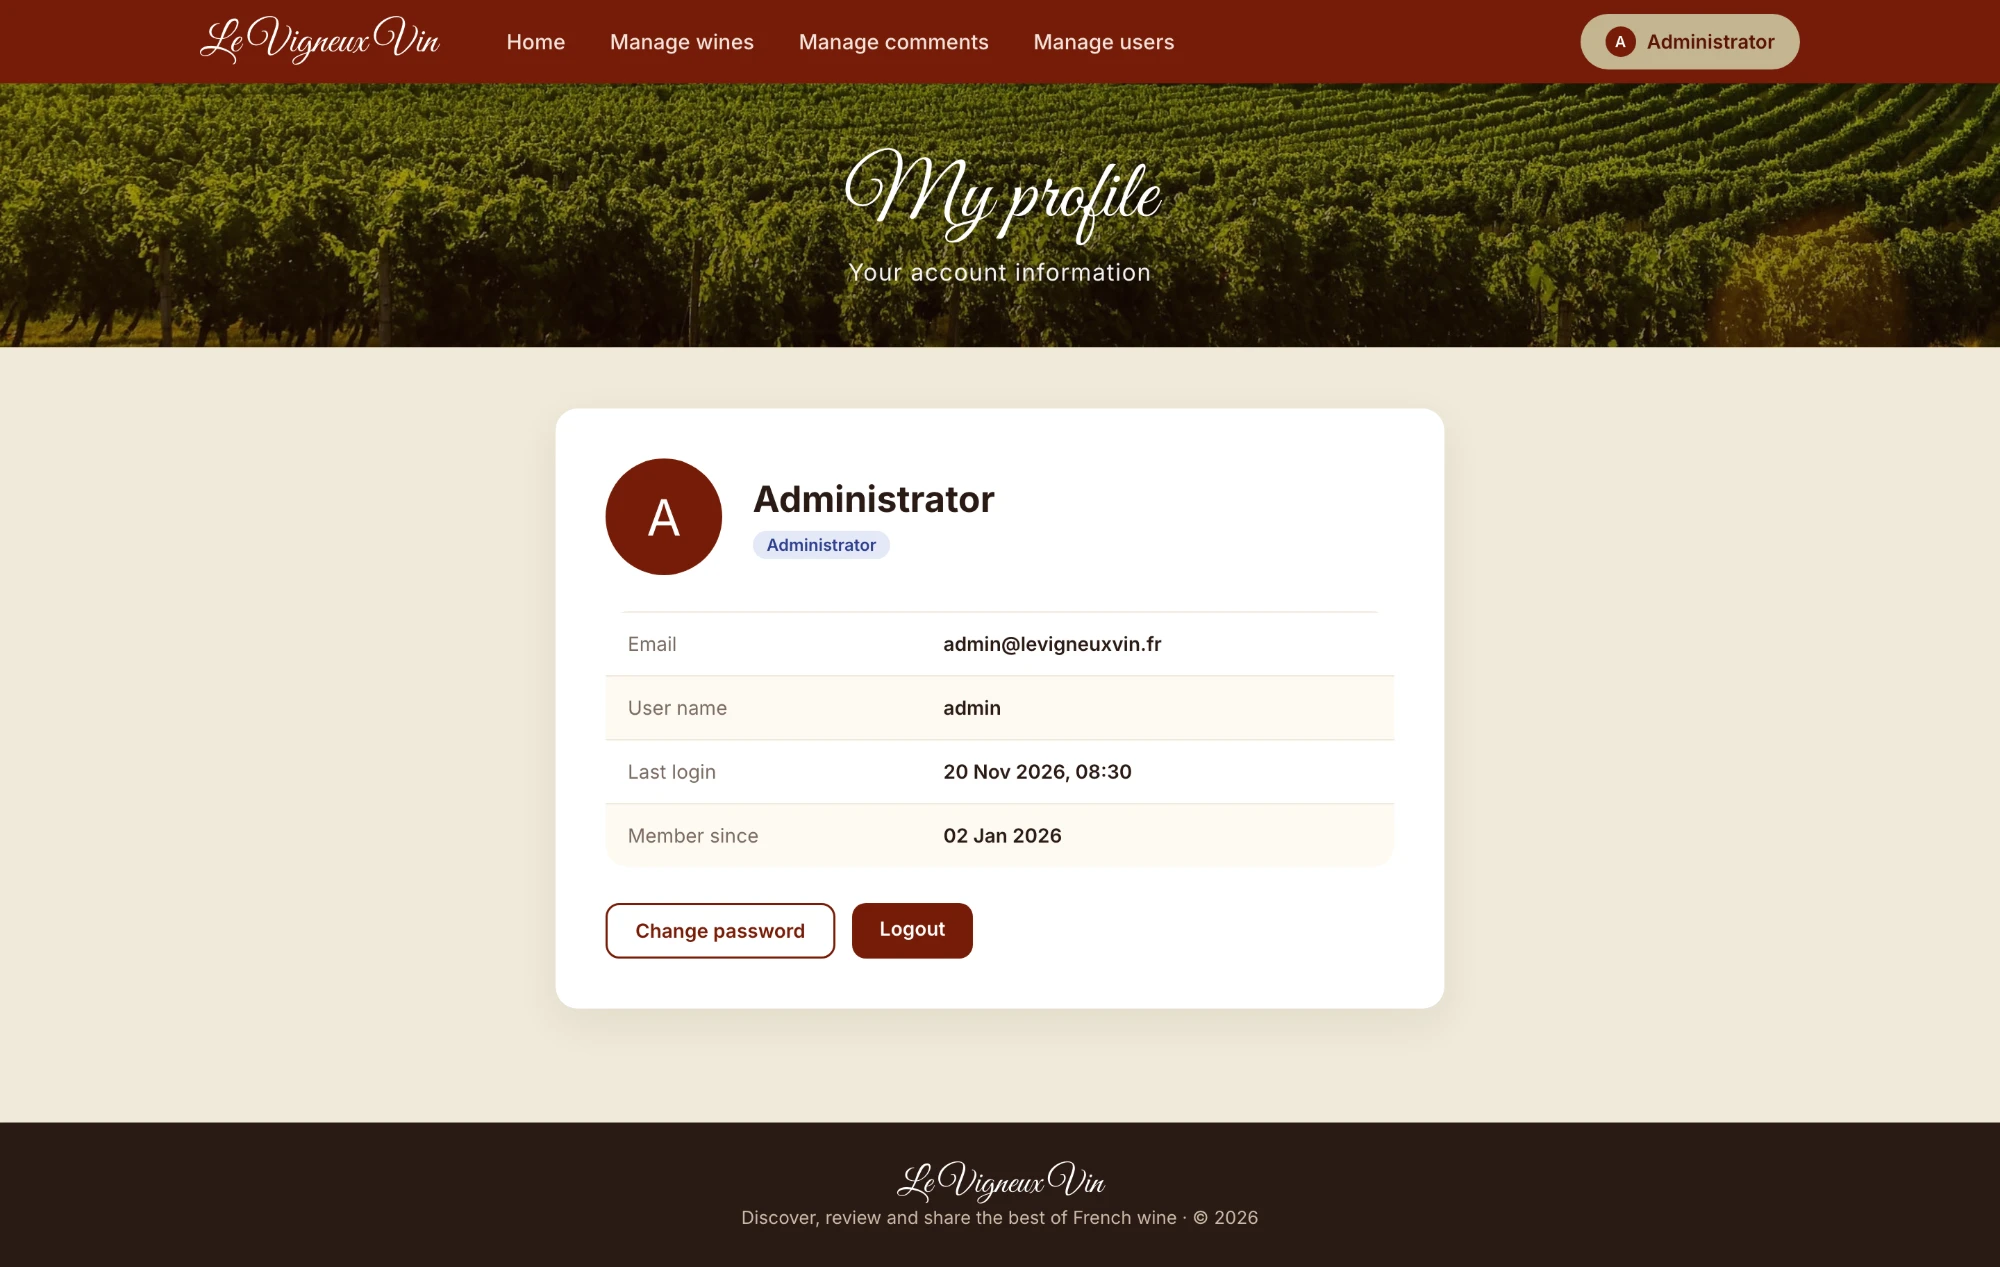 Le Vigneux Vin
Home
Manage wines
Manage comments
Manage users
A
Administrator
My profile
Your account information
A
Administrator
Administrator
Email
admin@levigneuxvin.fr
User name
admin
Last login
20 Nov 2026, 08:30
Member since
02 Jan 2026
Change password
Logout
Le Vigneux Vin
Discover, review and share the best of French wine · © 2026